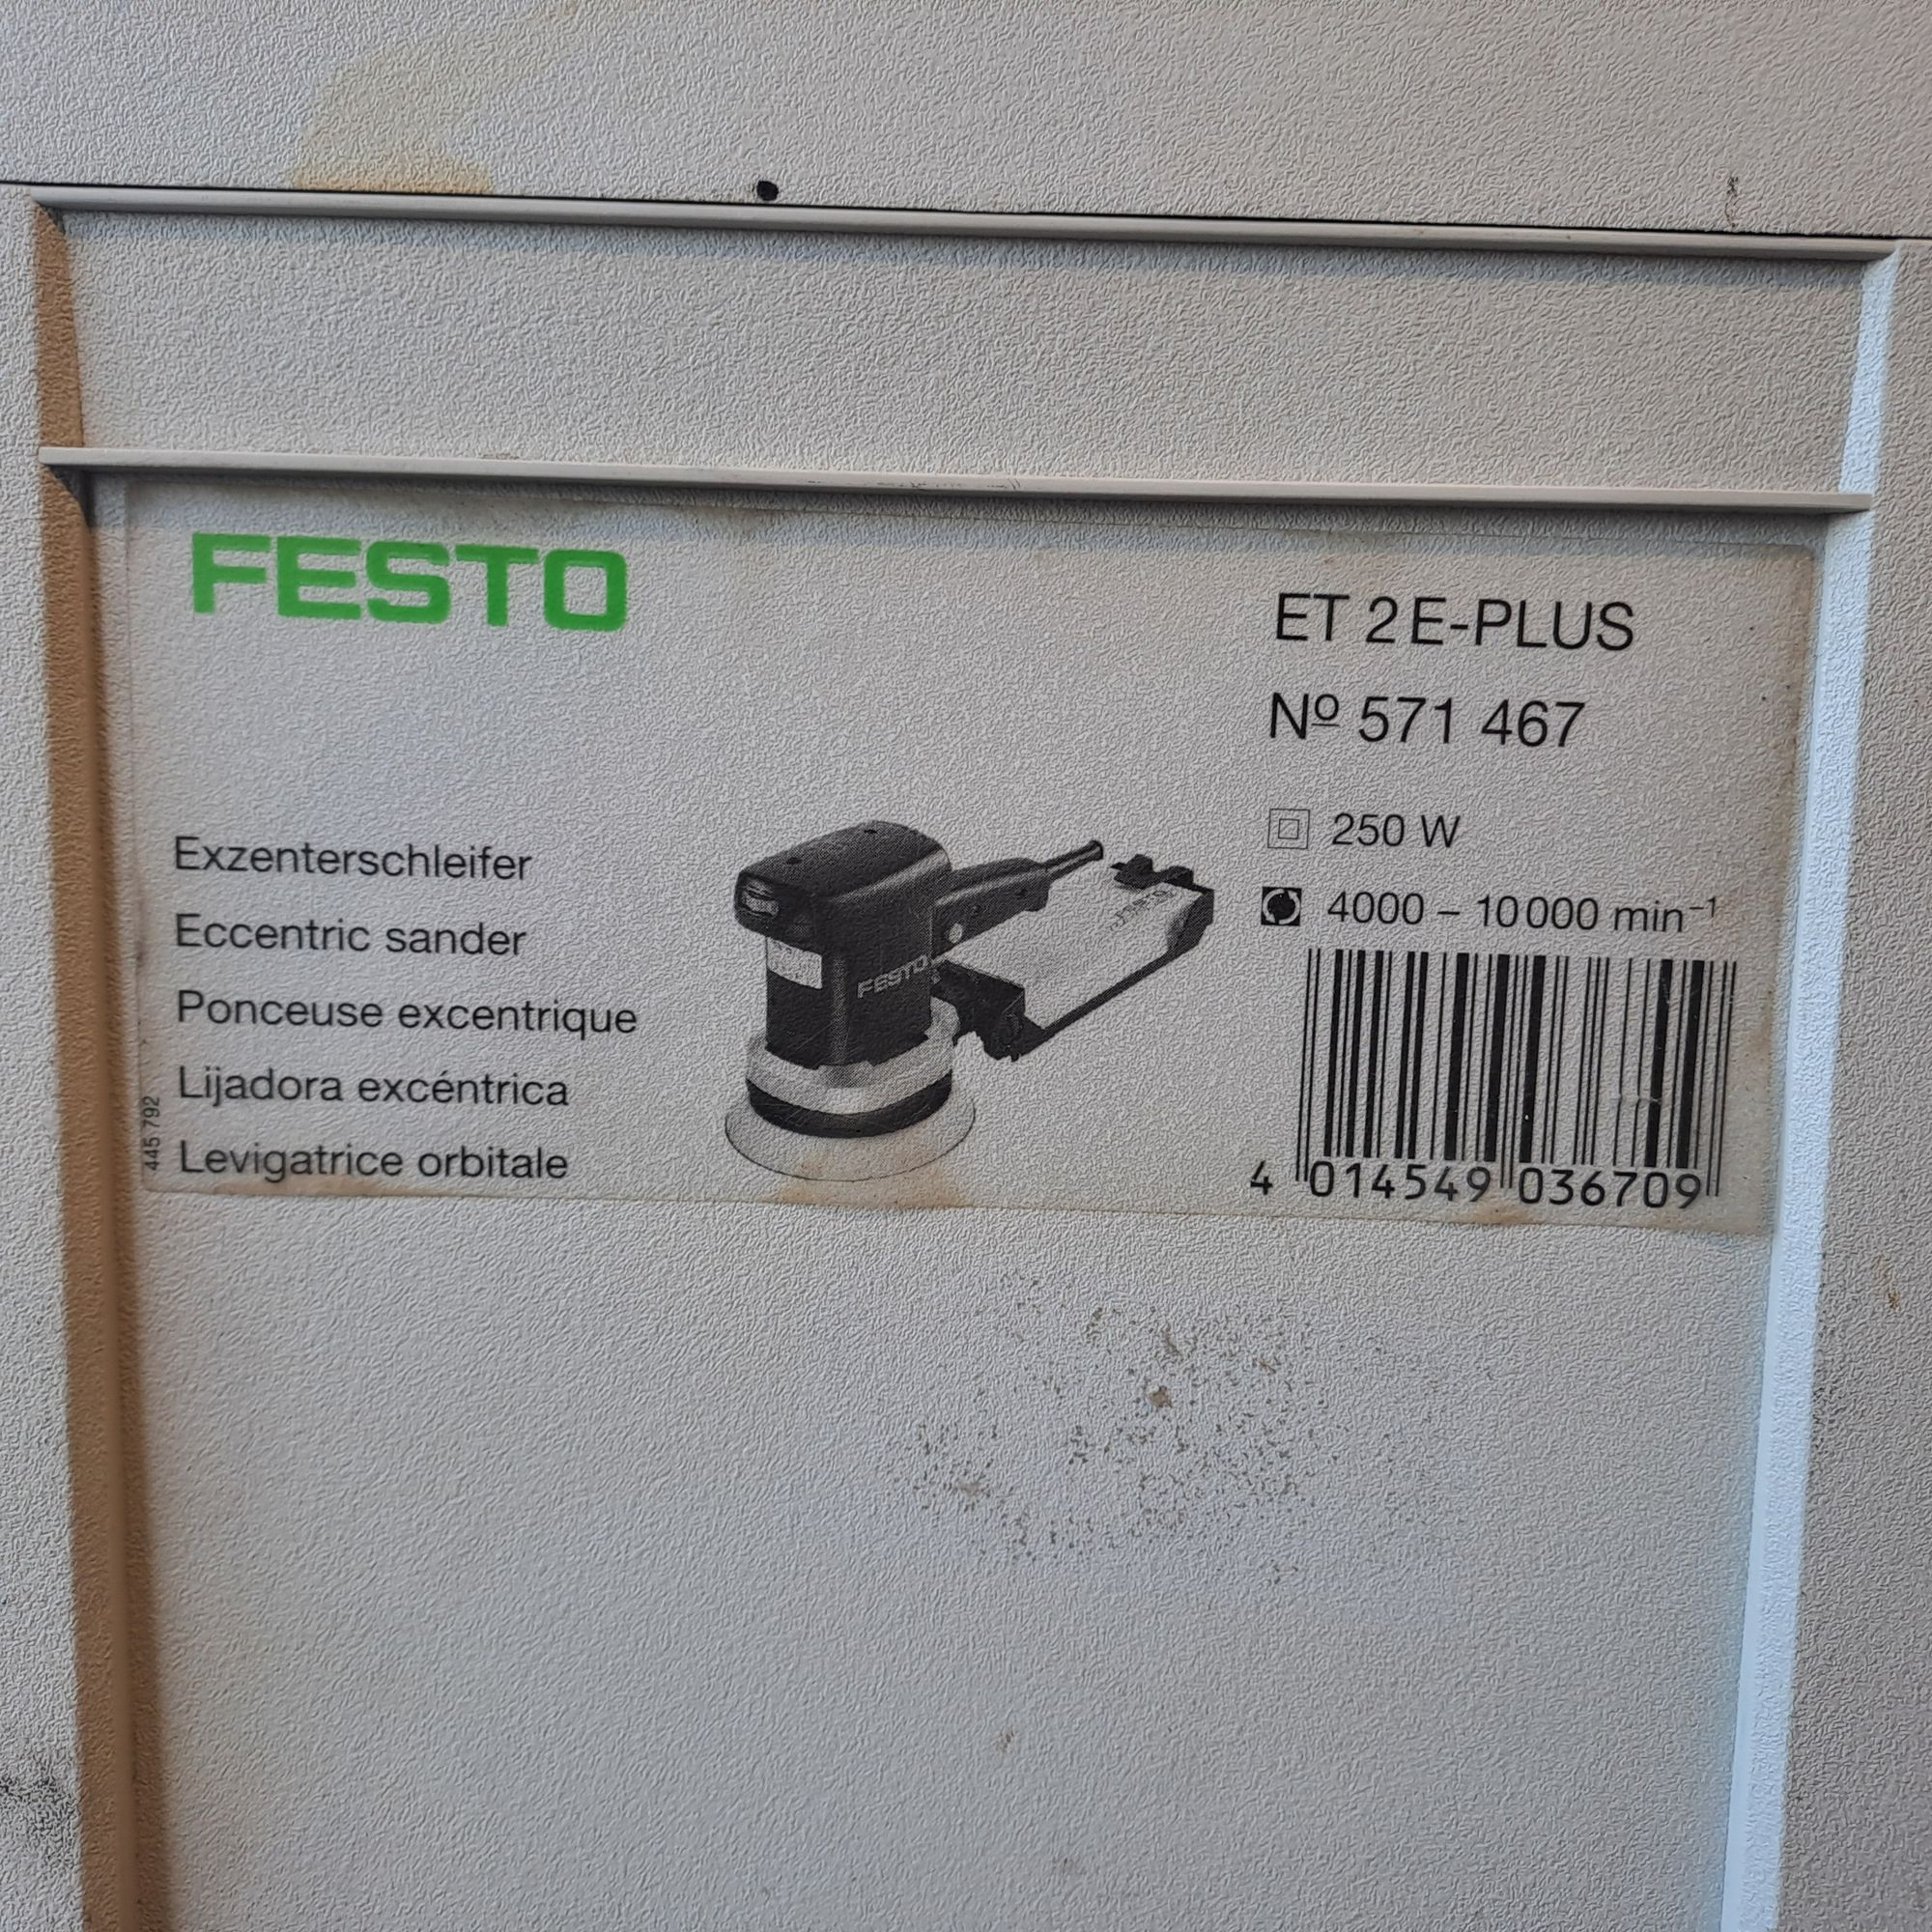 FESTO
ET 2E-PLUS
Nº 571 467
250 W
4000 – 10 000 min⁻¹
Exzenterschleifer
Eccentric sander
Ponceuse excentrique
Lijadora excéntrica
Levigatrice orbitale
445 792
FESTO
4 014549 036709